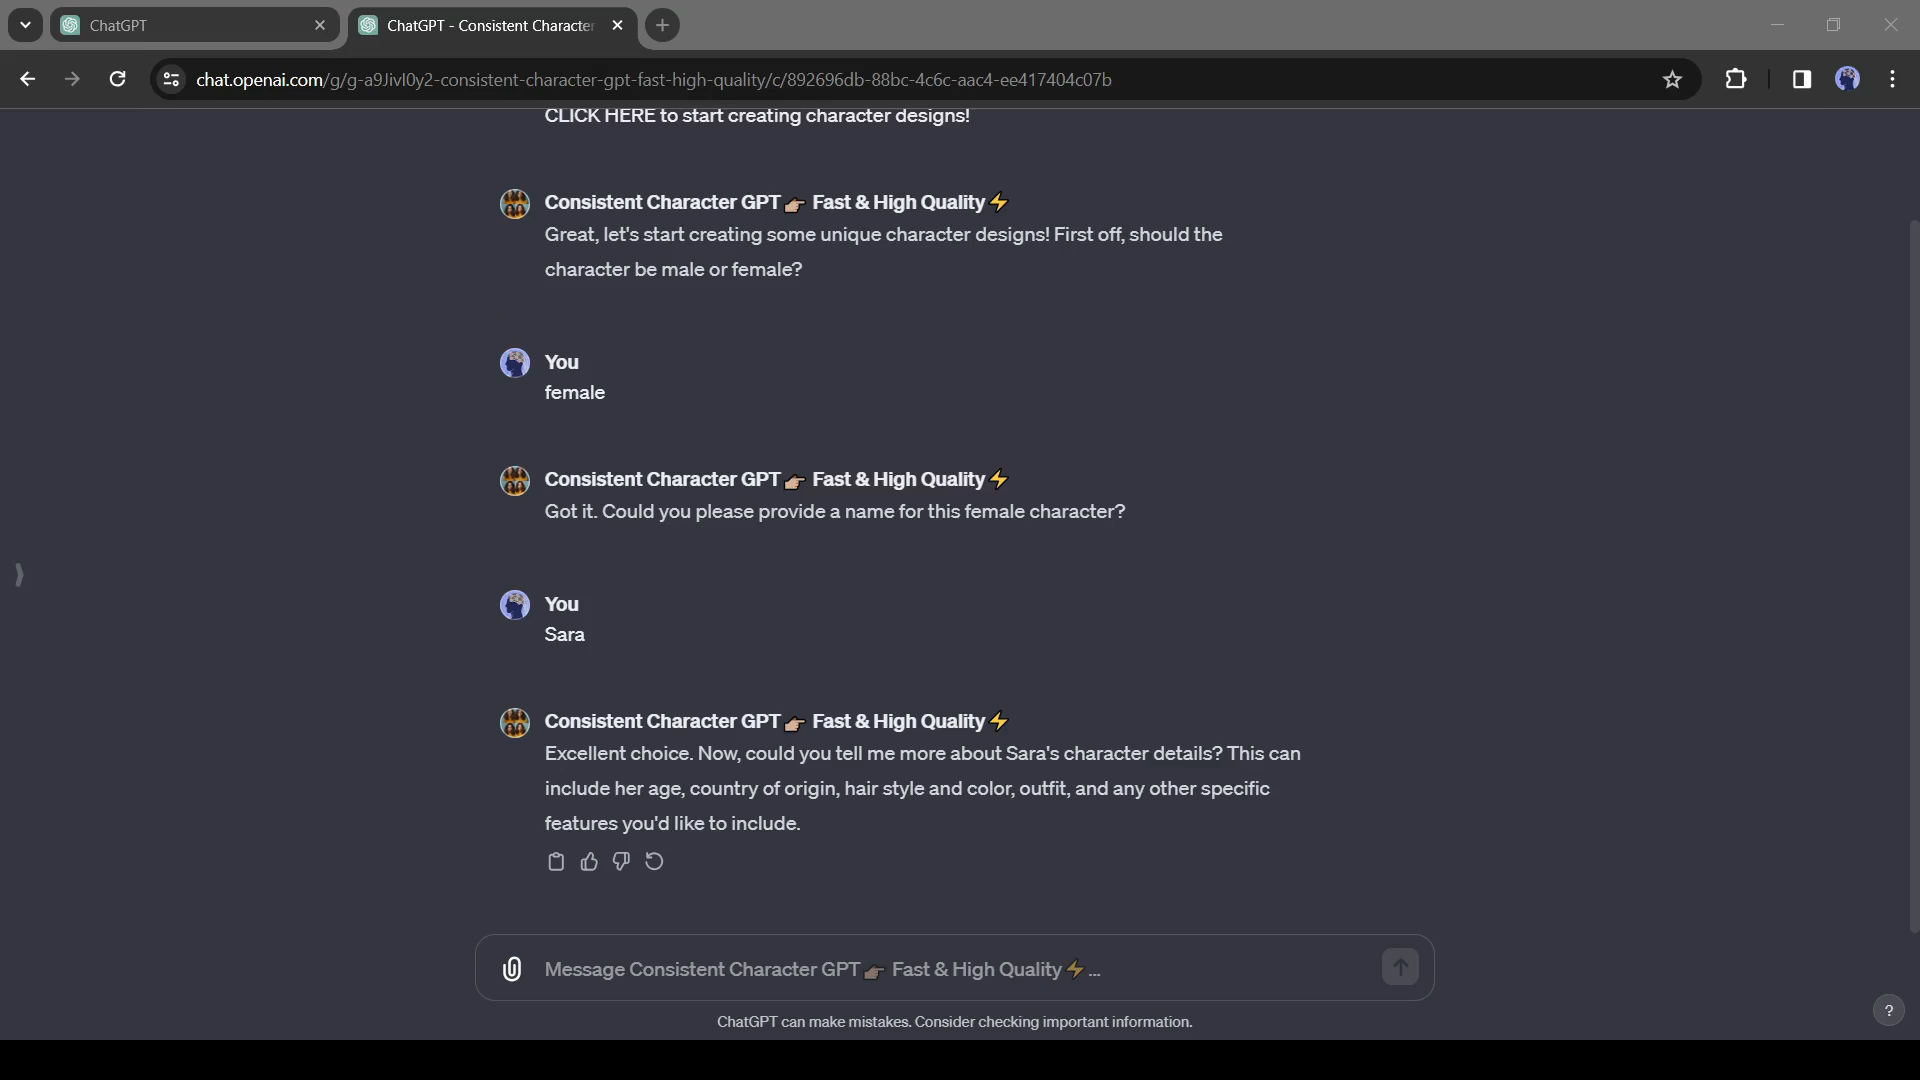 ChatGPT
ChatGPT - Consistent Character
chat.openai.com/g/g-a9JivI0y2-consistent-character-gpt-fast-high-quality/c/892696db-88bc-4c6c-aac4-ee417404c07b
CLICK HERE to start creating character designs!
Consistent Character GPT👉🏽 Fast & High Quality⚡
Great, let's start creating some unique character designs! First off, should the
character be male or female?
You
female
Consistent Character GPT👉🏽 Fast & High Quality⚡
Got it. Could you please provide a name for this female character?
You
Sara
Consistent Character GPT👉🏽 Fast & High Quality⚡
Excellent choice. Now, could you tell me more about Sara's character details? This can
include her age, country of origin, hair style and color, outfit, and any other specific
features you'd like to include.
Message Consistent Character GPT👉🏽 Fast & High Quality⚡...
ChatGPT can make mistakes. Consider checking important information.
?